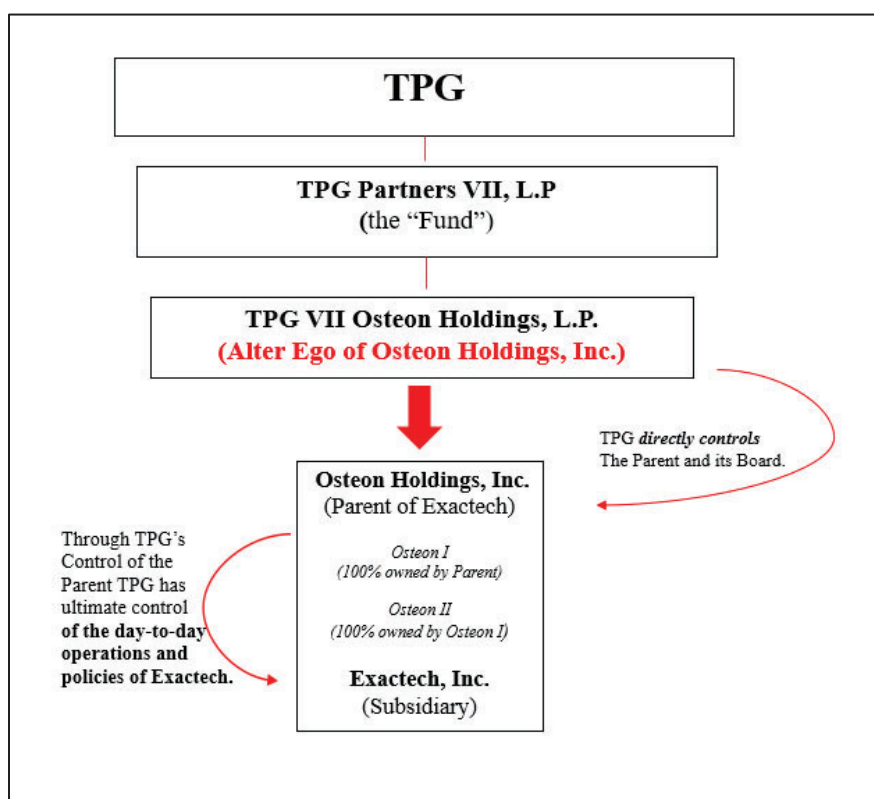 TPG
TPG Partners VII, L.P
(the “Fund”)
TPG VII Osteon Holdings, L.P.
(Alter Ego of Osteon Holdings, Inc.)
TPG directly controls
The Parent and its Board.
Osteon Holdings, Inc.
(Parent of Exactech)
Osteon I
(100% owned by Parent)
Osteon II
(100% owned by Osteon I)
Exactech, Inc.
(Subsidiary)
Through TPG’s
Control of the
Parent TPG has
ultimate control
of the day-to-day
operations and
policies of Exactech.